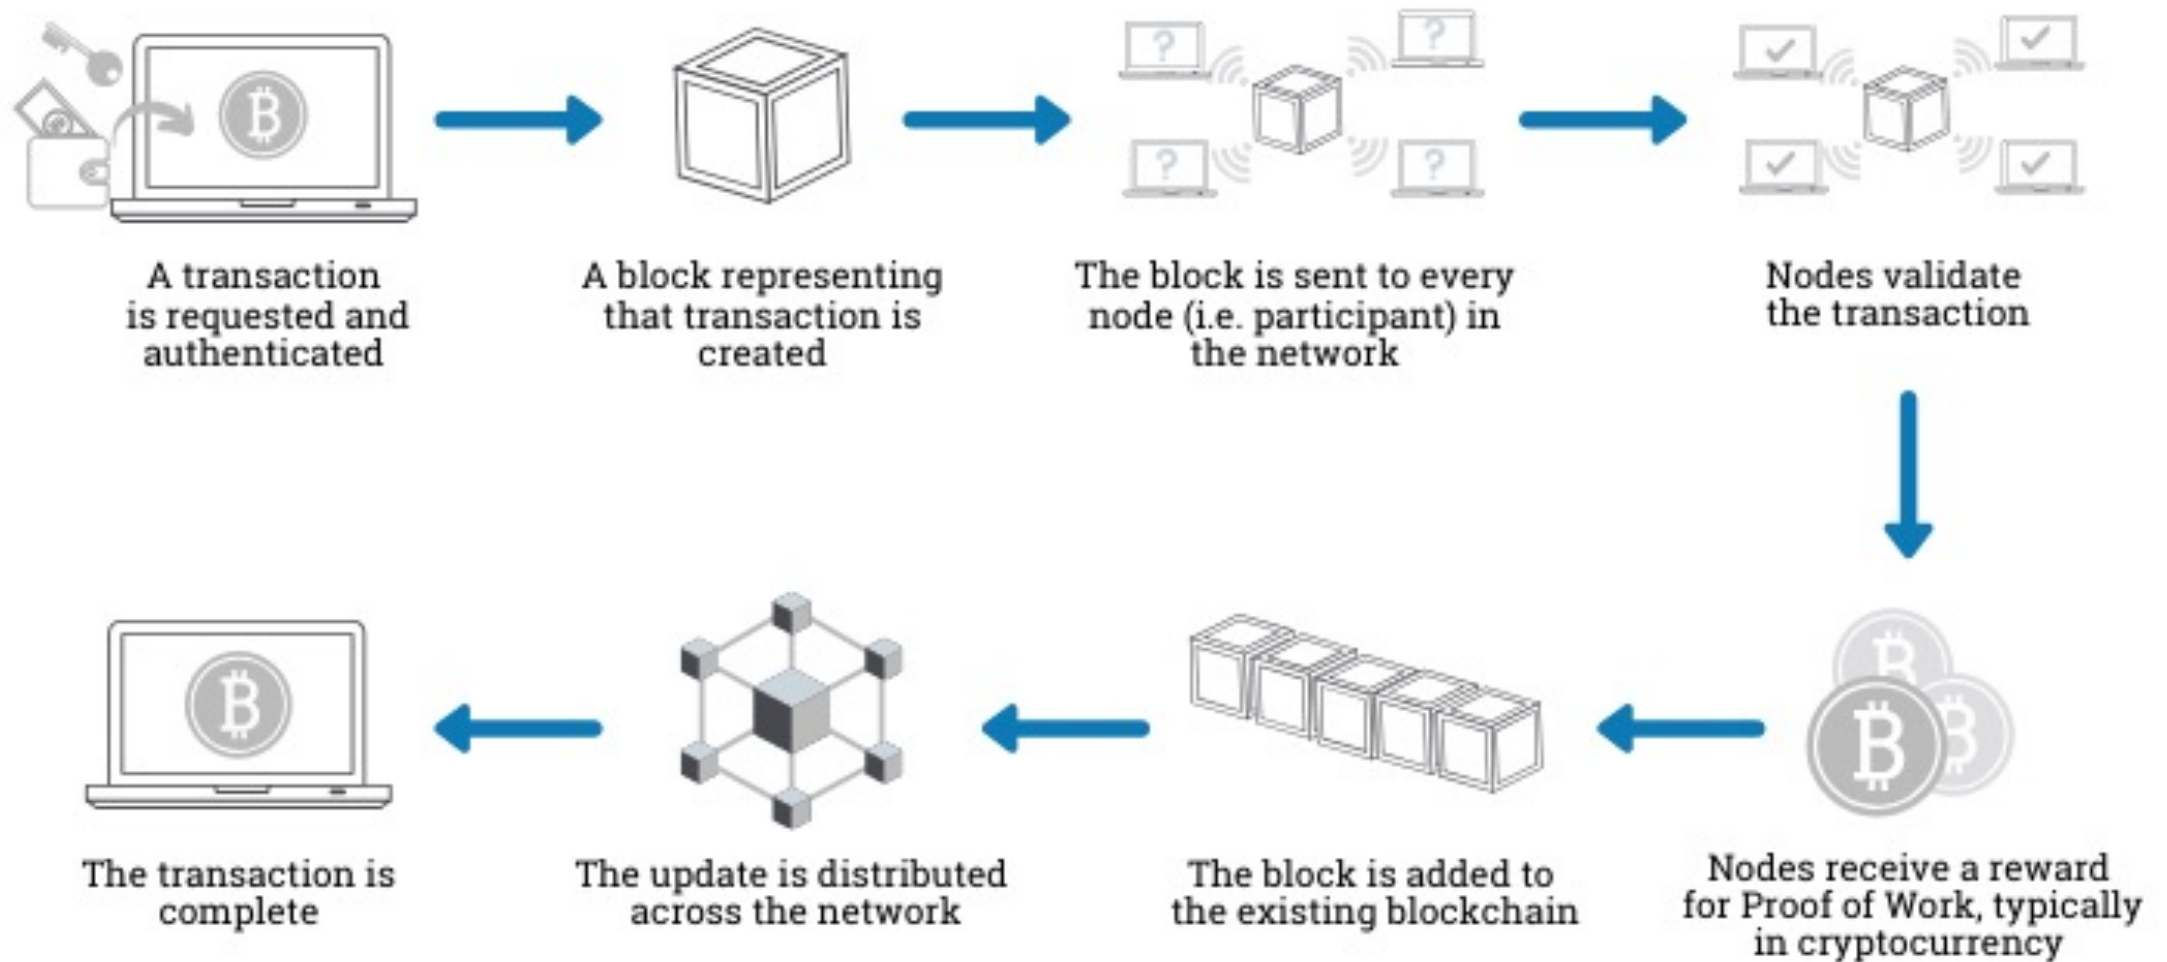 A transaction
is requested and
authenticated
A block representing
that transaction is
created
The block is sent to every
node (i.e. participant) in
the network
Nodes validate
the transaction
Nodes receive a reward
for Proof of Work, typically
in cryptocurrency
The block is added to
the existing blockchain
The update is distributed
across the network
The transaction is
complete